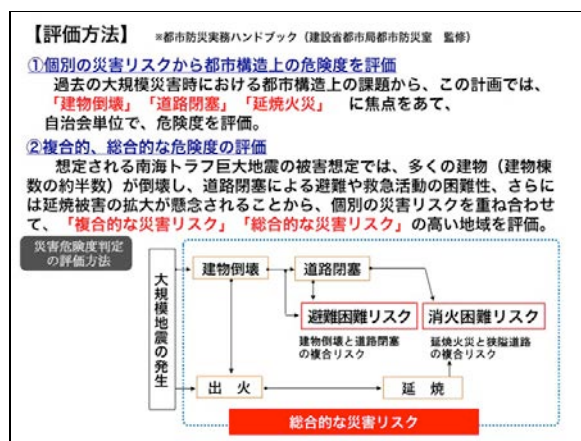 【評価方法】 ※都市防災実務ハンドブック（建設省都市局都市防災室　監修）
①個別の災害リスクから都市構造上の危険度を評価
過去の大規模災害時における都市構造上の課題から、この計画では、
「建物倒壊」「道路閉塞」「延焼火災」　に焦点をあて、
自治会単位で、危険度を評価。
②複合的、総合的な危険度の評価
想定される南海トラフ巨大地震の被害想定では、多くの建物（建物棟
数の約半数）が倒壊し、道路閉塞による避難や救急活動の困難性、さらに
は延焼被害の拡大が懸念されることから、個別の災害リスクを重ね合わせ
て、「複合的な災害リスク」「総合的な災害リスク」の高い地域を評価。
災害危険度判定
の評価方法
大規模地震の発生
建物倒壊
道路閉塞
避難困難リスク
消火困難リスク
建物倒壊と道路閉塞
の複合リスク
延焼火災と狭隘道路
の複合リスク
出　火
延　焼
総合的な災害リスク